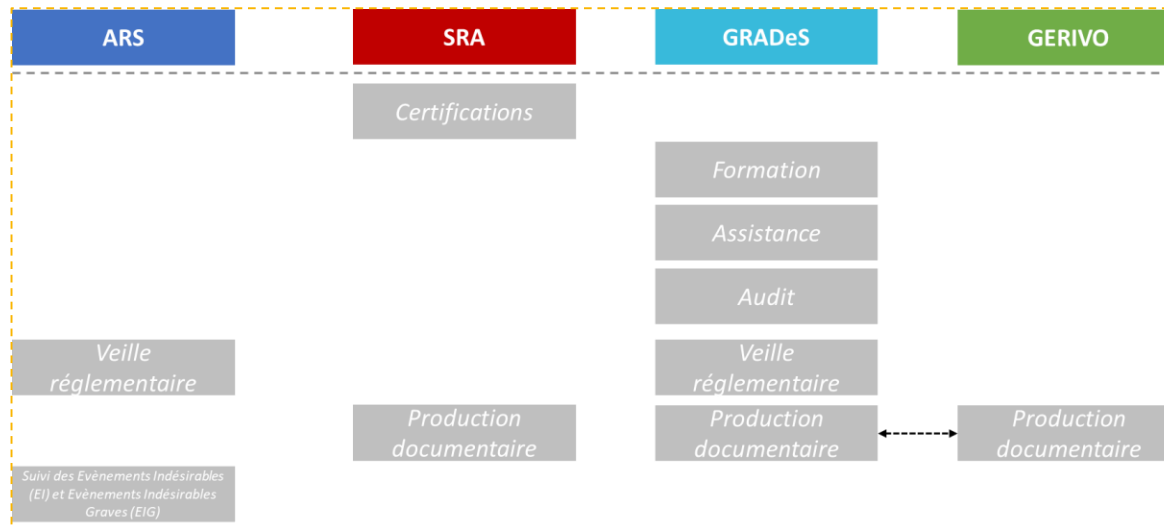 ARS
SRA
GRADeS
GERIVO
Certifications
Formation
Assistance
Audit
Veille
réglementaire
Veille
réglementaire
Production
documentaire
Production
documentaire
Production
documentaire
Suivi des Evènements Indésirables
(EI) et Evènements Indésirables
Graves (EIG)